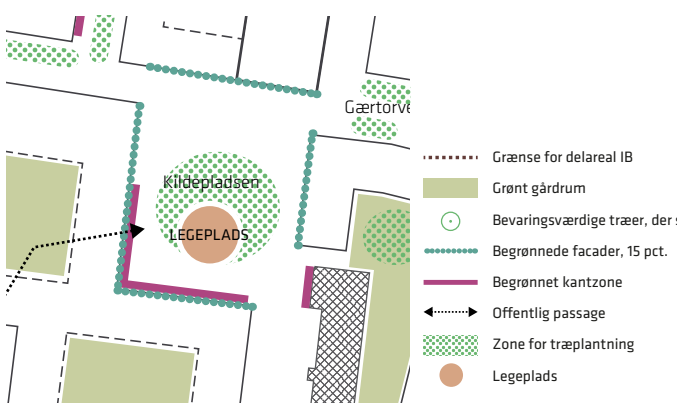 Gærtorve
Kildepladsen
LEGEPLADS
Grænse for delareal IB
Grønt gårdrum
Bevaringsværdige træer, der s
Begrønnede facader, 15 pct.
Begrønnet kantzone
Offentlig passage
Zone for træplantning
Legeplads